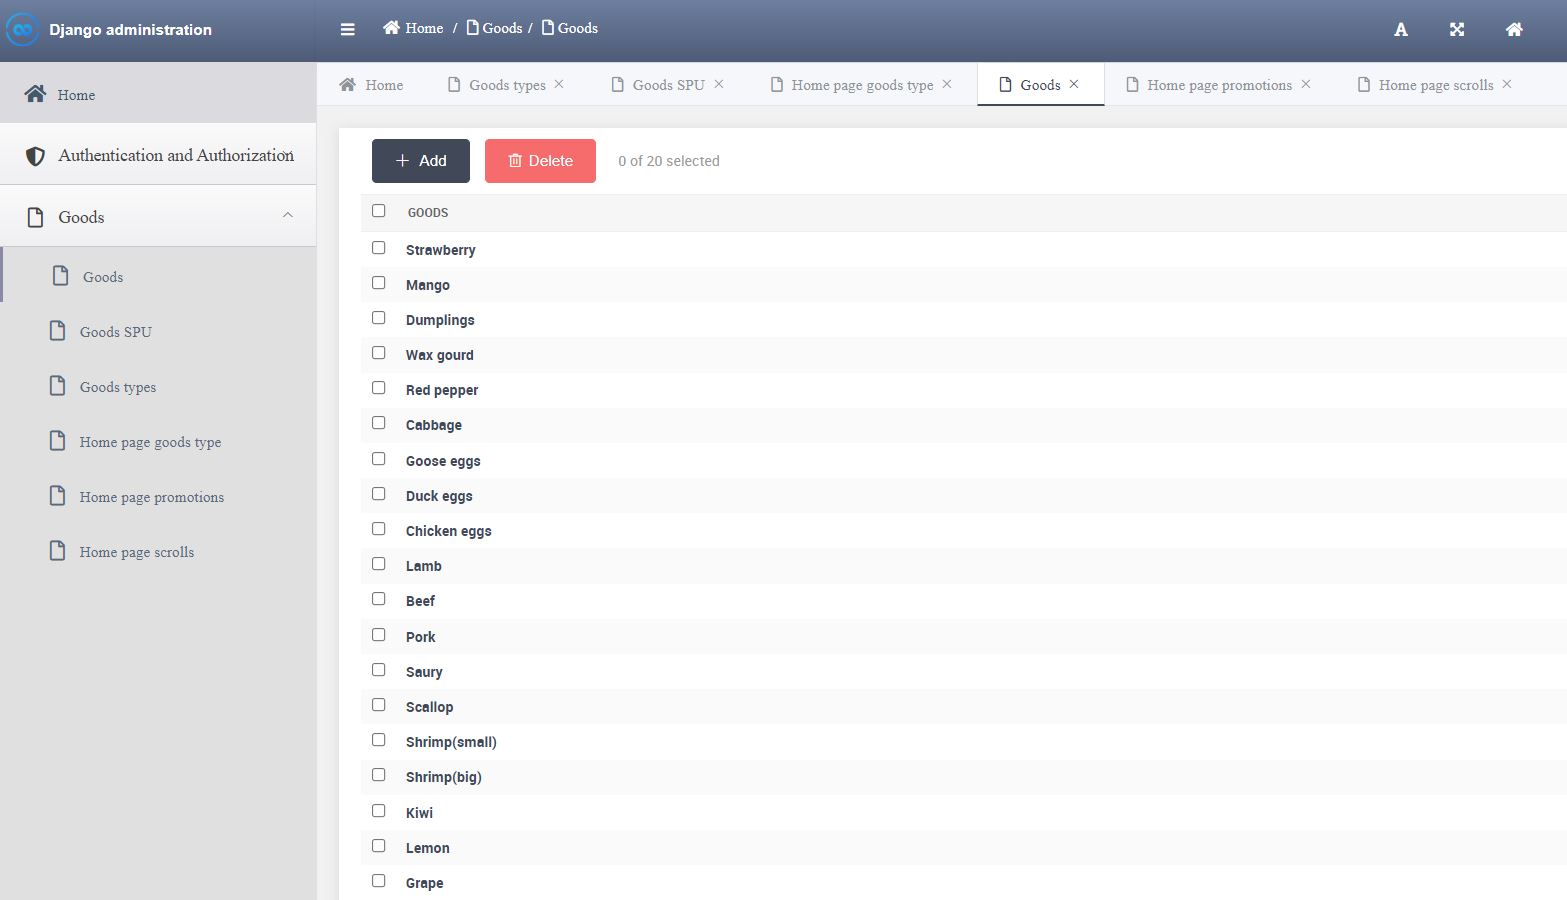 Django administration
Home / Goods / Goods
A
Home
Goods types
Goods SPU
Home page goods type
Goods
Home page promotions
Home page scrolls
Home
Authentication and Authorization
Goods
Goods
Goods SPU
Goods types
Home page goods type
Home page promotions
Home page scrolls
Add
Delete
0 of 20 selected
GOODS
Strawberry
Mango
Dumplings
Wax gourd
Red pepper
Cabbage
Goose eggs
Duck eggs
Chicken eggs
Lamb
Beef
Pork
Saury
Scallop
Shrimp(small)
Shrimp(big)
Kiwi
Lemon
Grape